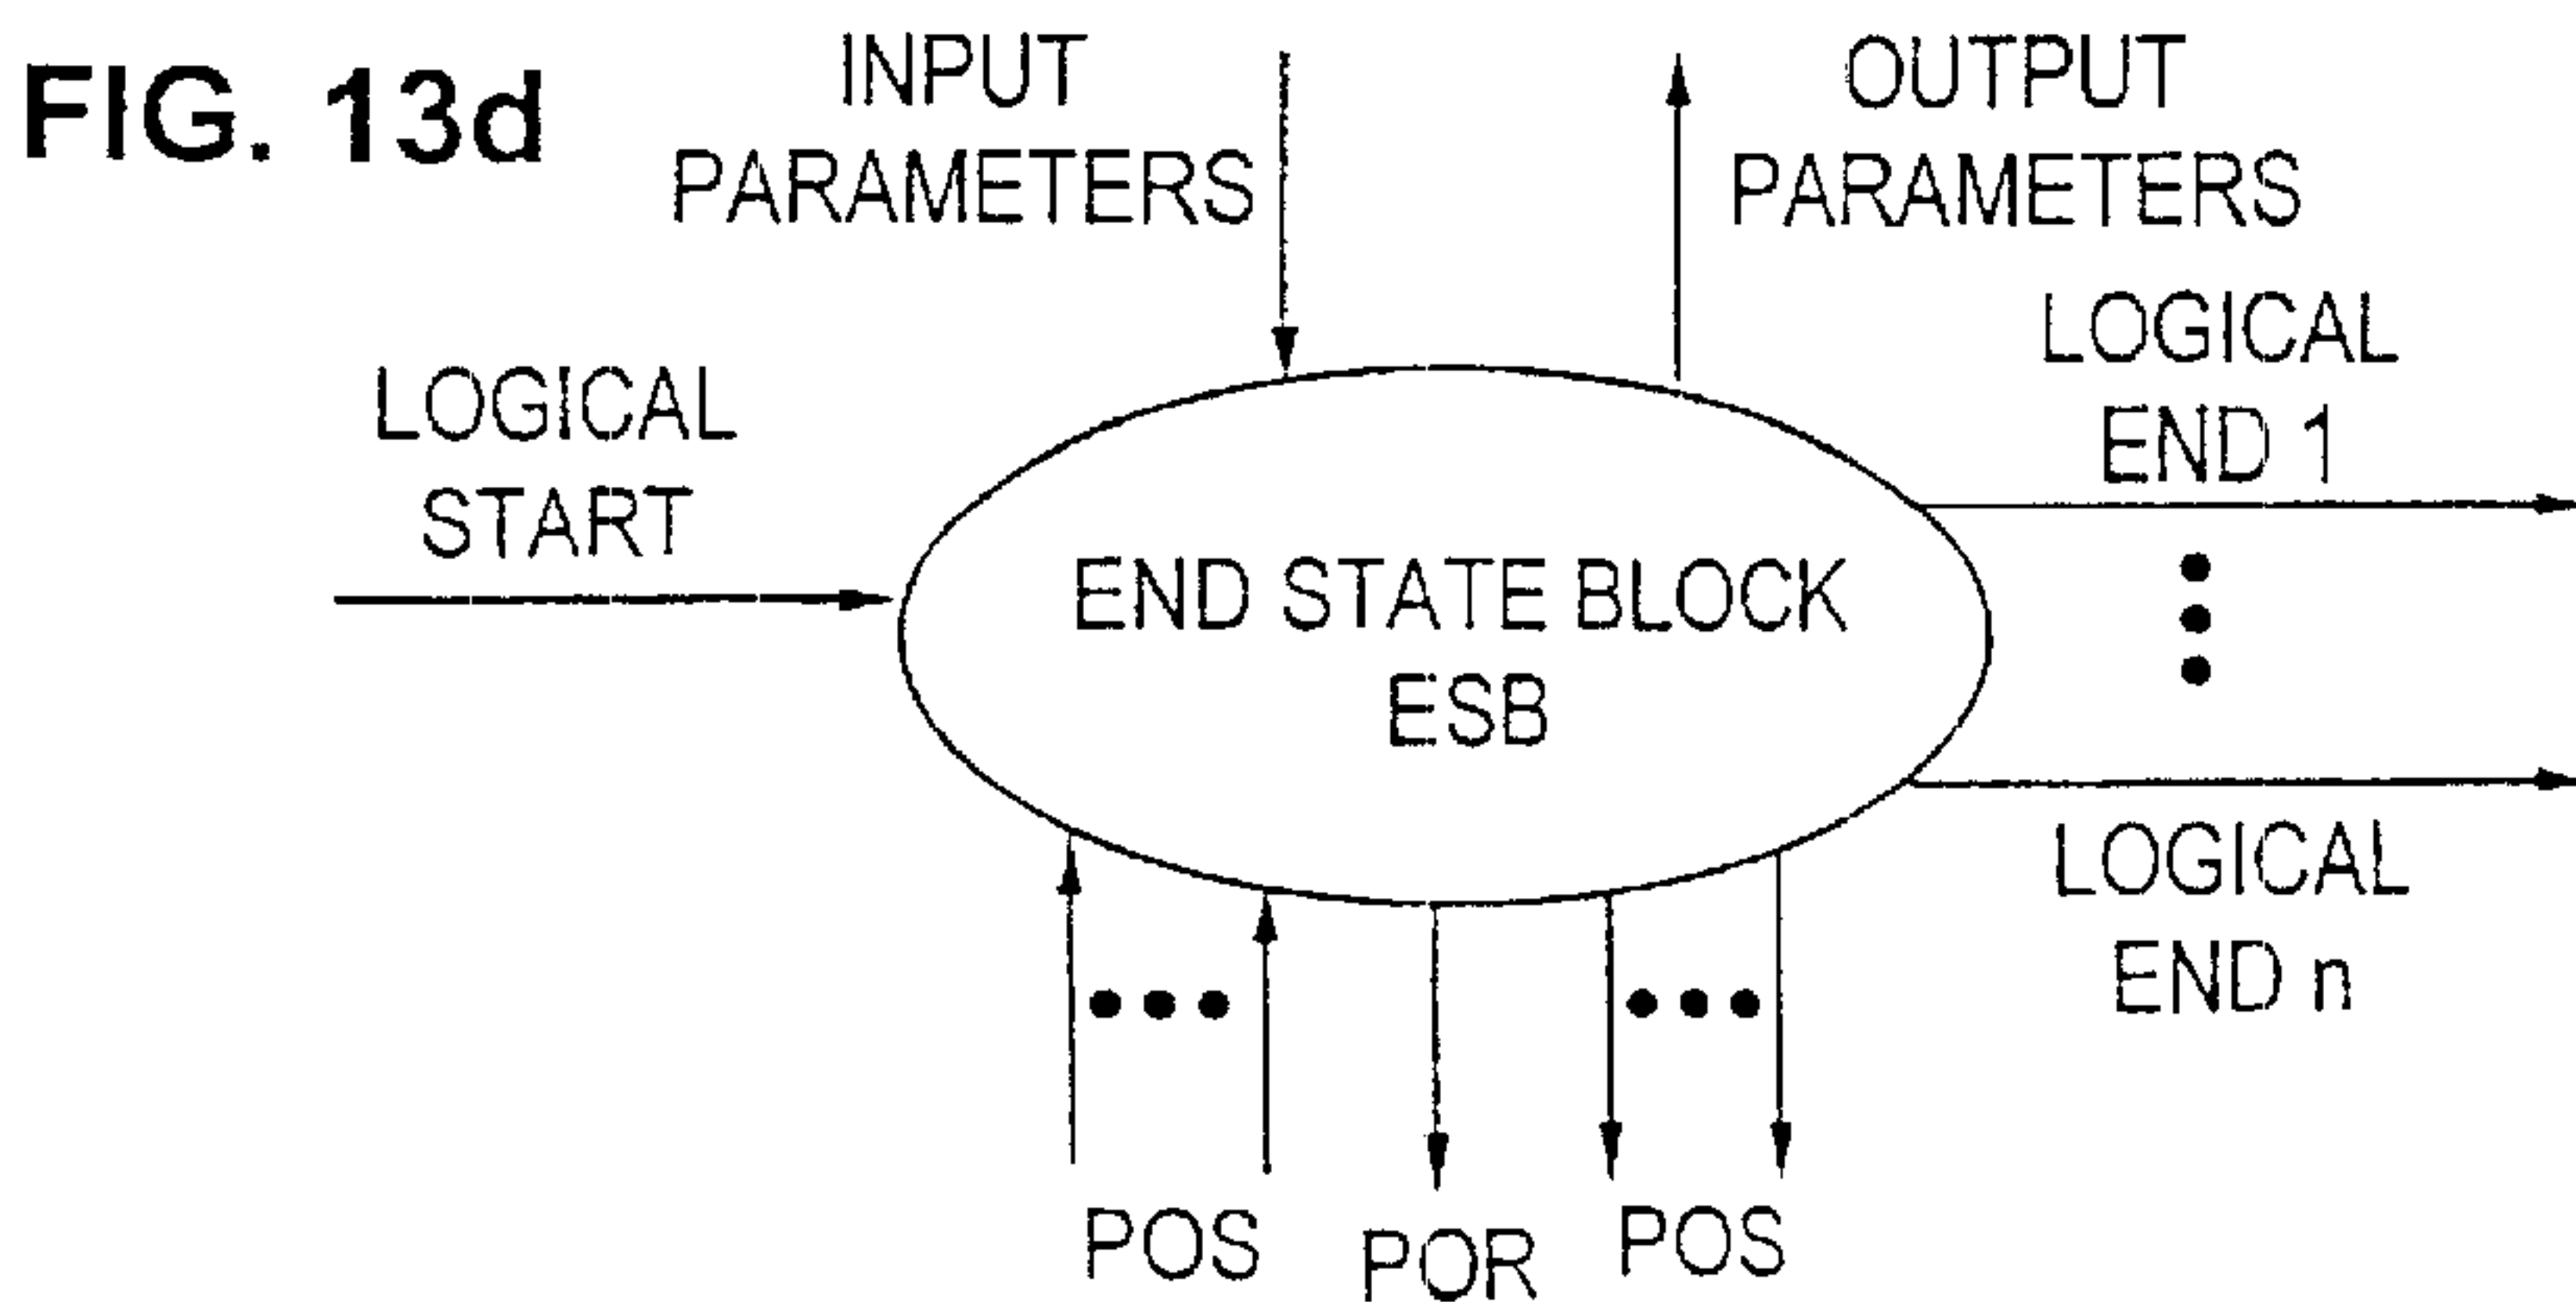 FIG. 13d
INPUT
PARAMETERS
OUTPUT
PARAMETERS
LOGICAL
START
LOGICAL
END 1
END STATE BLOCK
ESB
LOGICAL
END n
POS
POR
POS